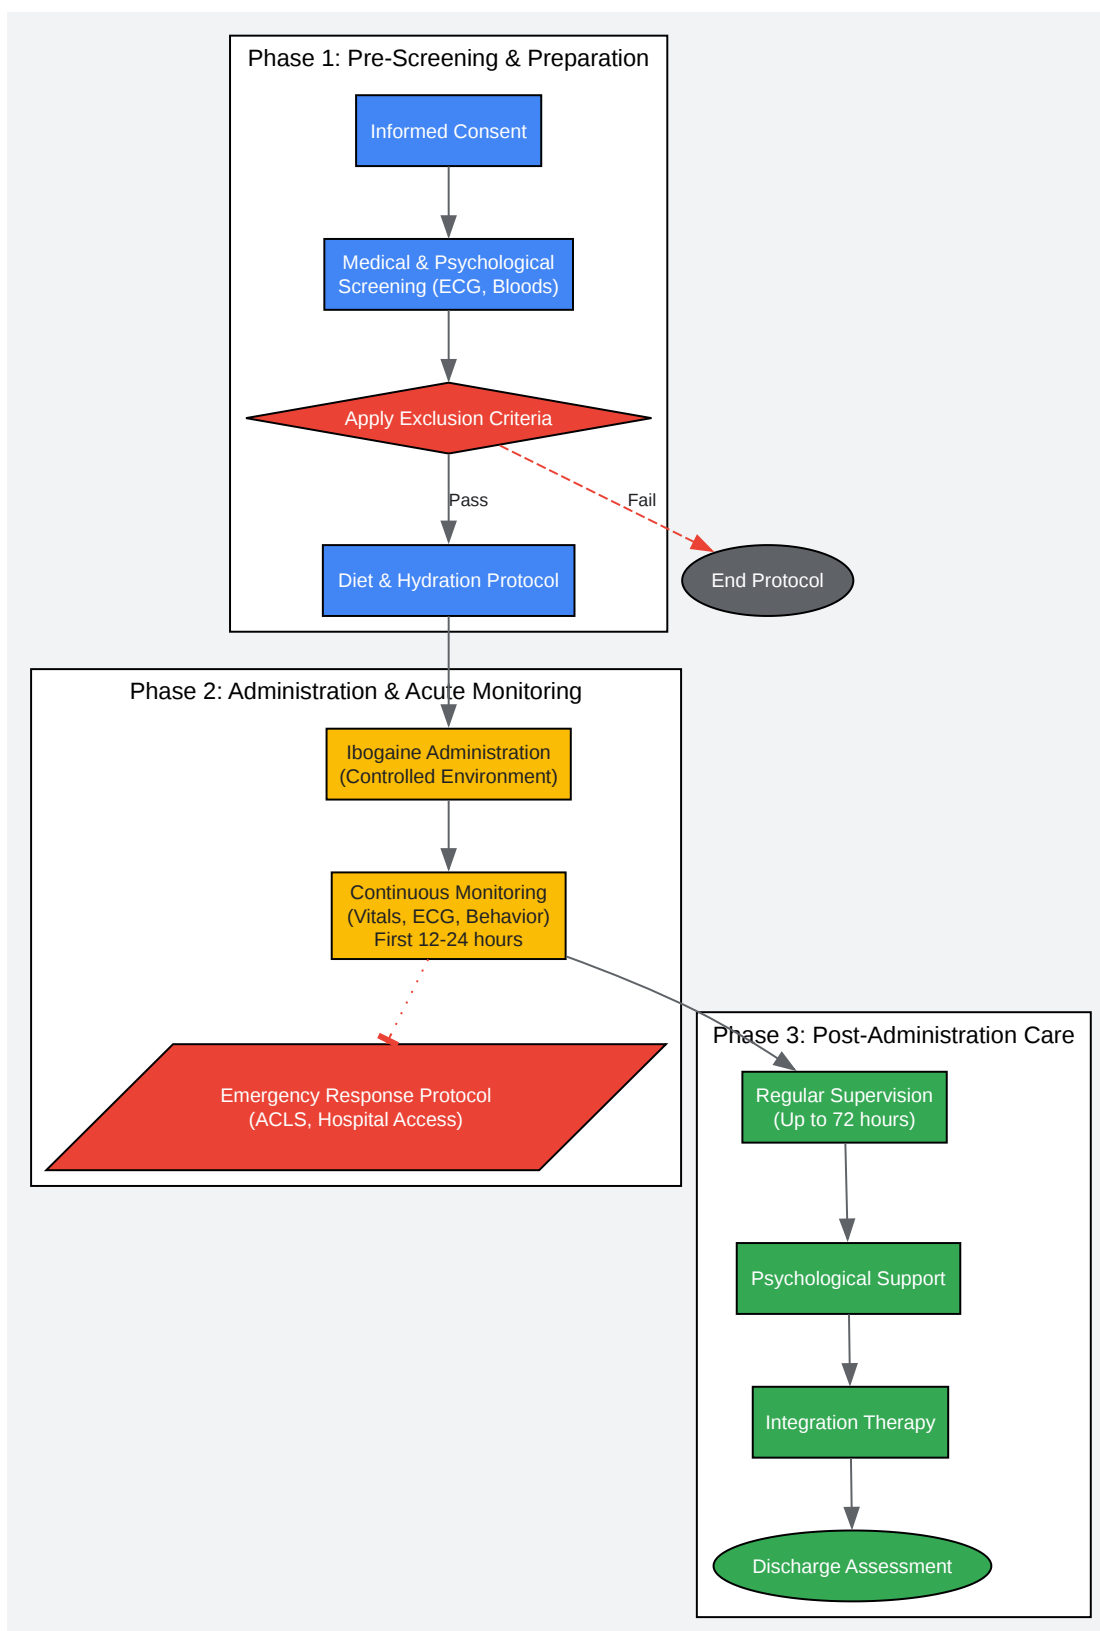 Phase 1: Pre-Screening & Preparation
Informed Consent
Medical & Psychological
Screening (ECG, Bloods)
Apply Exclusion Criteria
Pass
Fail
Diet & Hydration Protocol
End Protocol
Phase 2: Administration & Acute Monitoring
Ibogaine Administration
(Controlled Environment)
Continuous Monitoring
(Vitals, ECG, Behavior)
First 12-24 hours
Emergency Response Protocol
(ACLS, Hospital Access)
Phase 3: Post-Administration Care
Regular Supervision
(Up to 72 hours)
Psychological Support
Integration Therapy
Discharge Assessment